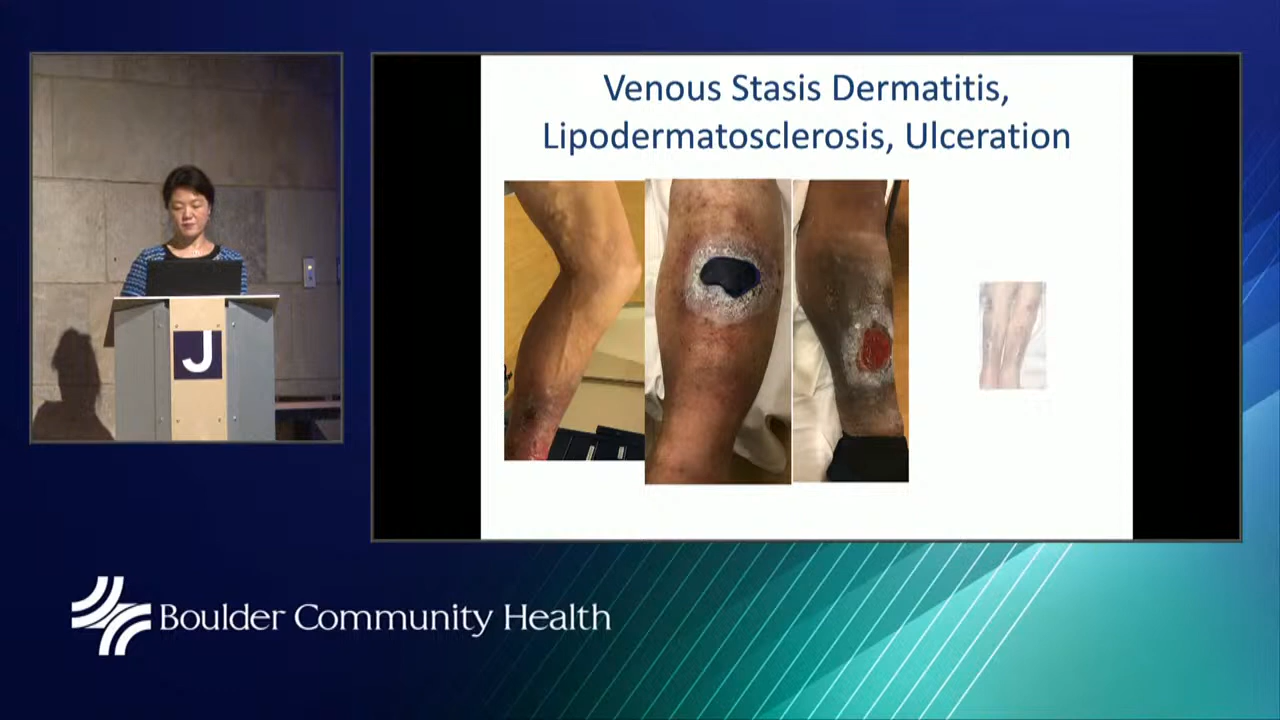 Venous Stasis Dermatitis,
Lipodermatosclerosis, Ulceration
J
Boulder Community Health